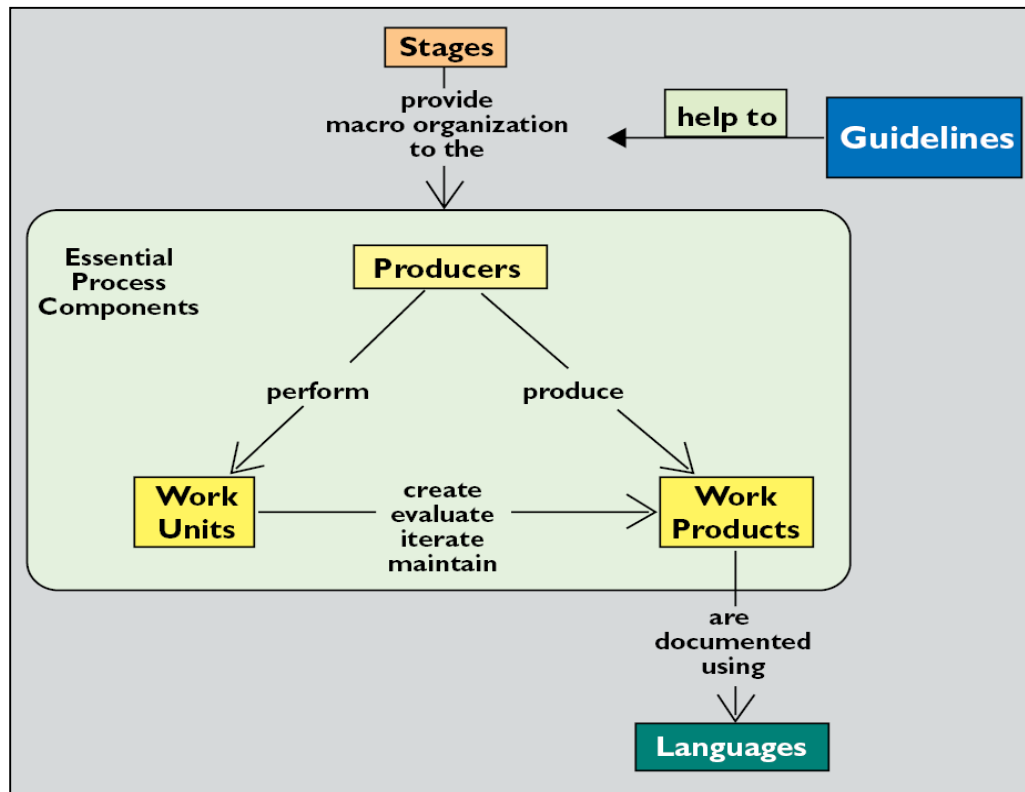 Stages
provide
macro organization
to the
help to
Guidelines
Essential
Process
Components
Producers
perform
produce
Work
Units
create
evaluate
iterate
maintain
Work
Products
are
documented
using
Languages